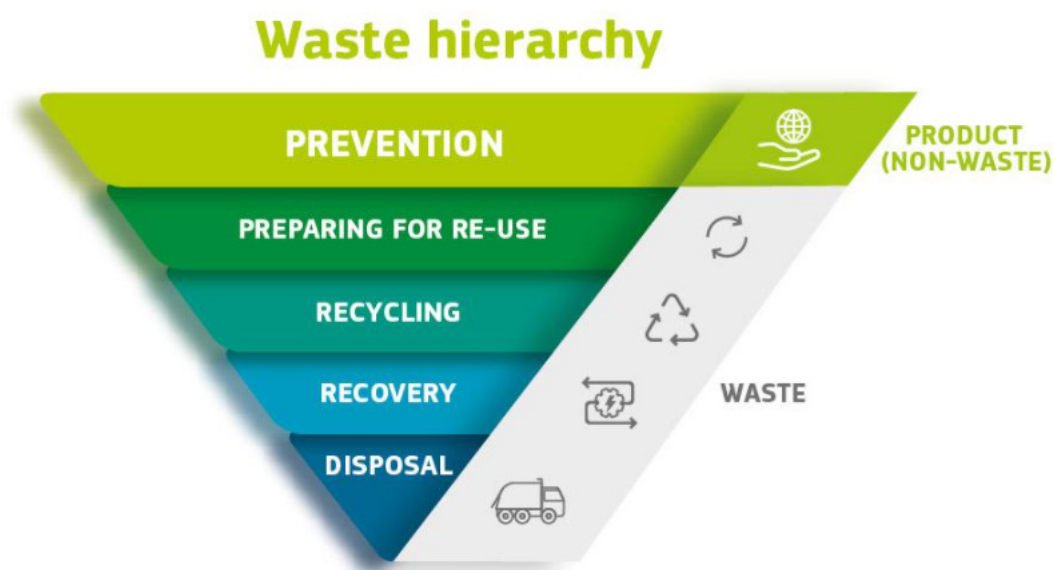 Waste hierarchy
PREVENTION
PRODUCT
(NON-WASTE)
PREPARING FOR RE-USE
RECYCLING
RECOVERY
WASTE
DISPOSAL